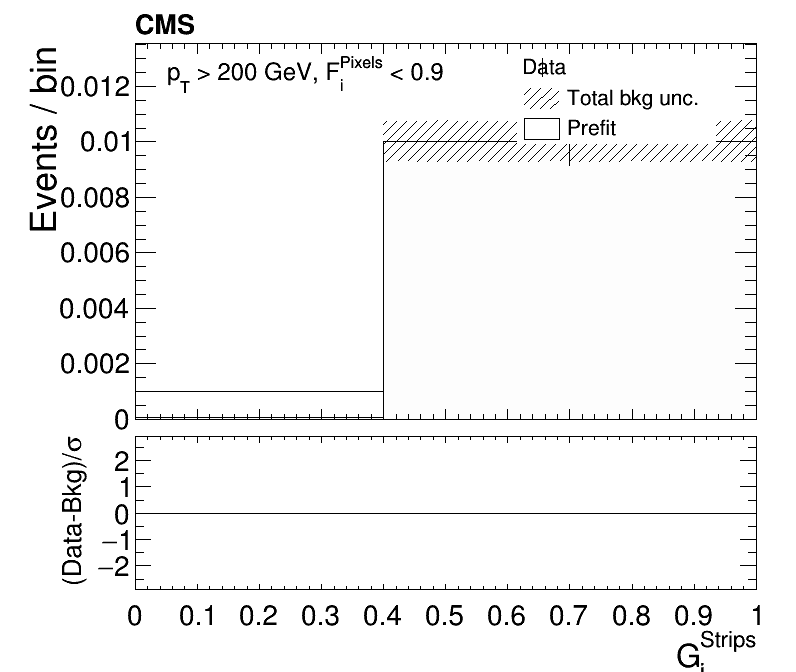 CMS
p_T > 200 GeV, F_i^Pixels < 0.9
Data
Total bkg unc.
Prefit
Events / bin
0.012
0.01
0.008
0.006
0.004
0.002
0
(Data-Bkg)/σ
2
1
0
−1
−2
0 0.1 0.2 0.3 0.4 0.5 0.6 0.7 0.8 0.9 1
G_i^Strips